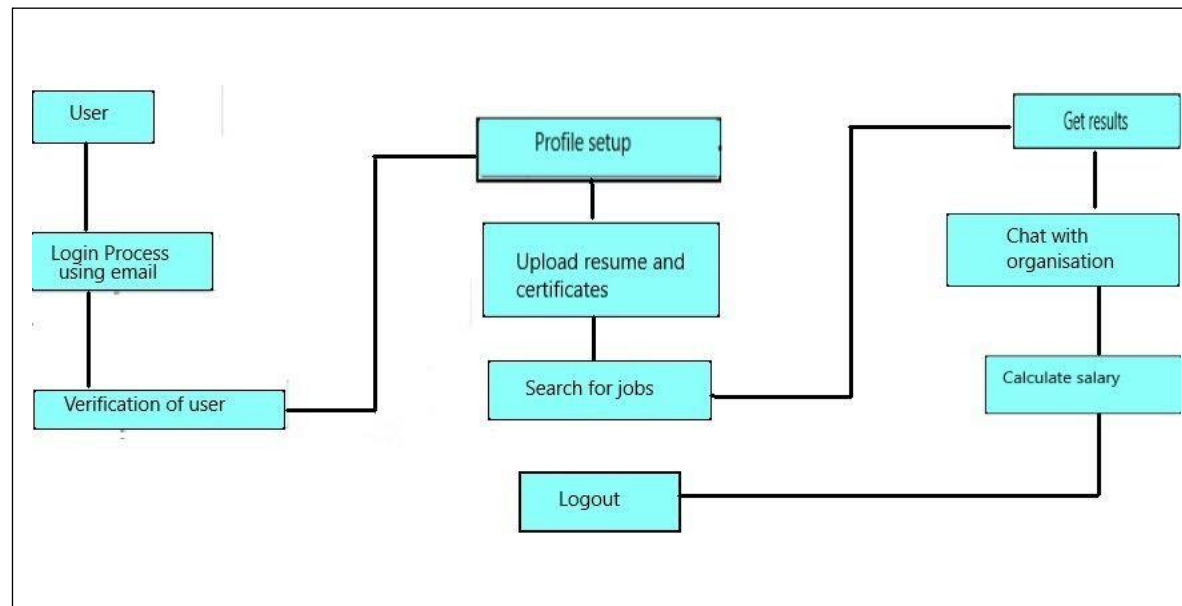 User
Login Process
using email
Verification of user
Profile setup
Upload resume and
certificates
Search for jobs
Get results
Chat with
organisation
Calculate salary
Logout